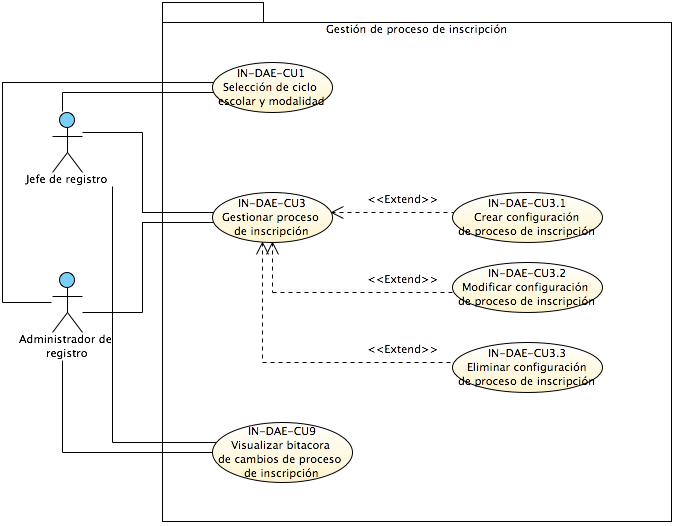 Gestión de proceso de inscripción
IN-DAE-CU1
Selección de ciclo
escolar y modalidad
Jefe de registro
IN-DAE-CU3
Gestionar proceso
de inscripción
<<Extend>>
IN-DAE-CU3.1
Crear configuración
de proceso de inscripción
<<Extend>>
IN-DAE-CU3.2
Modificar configuración
de proceso de inscripción
Administrador de
registro
<<Extend>>
IN-DAE-CU3.3
Eliminar configuración
de proceso de inscripción
IN-DAE-CU9
Visualizar bitacora
de cambios de proceso
de inscripción